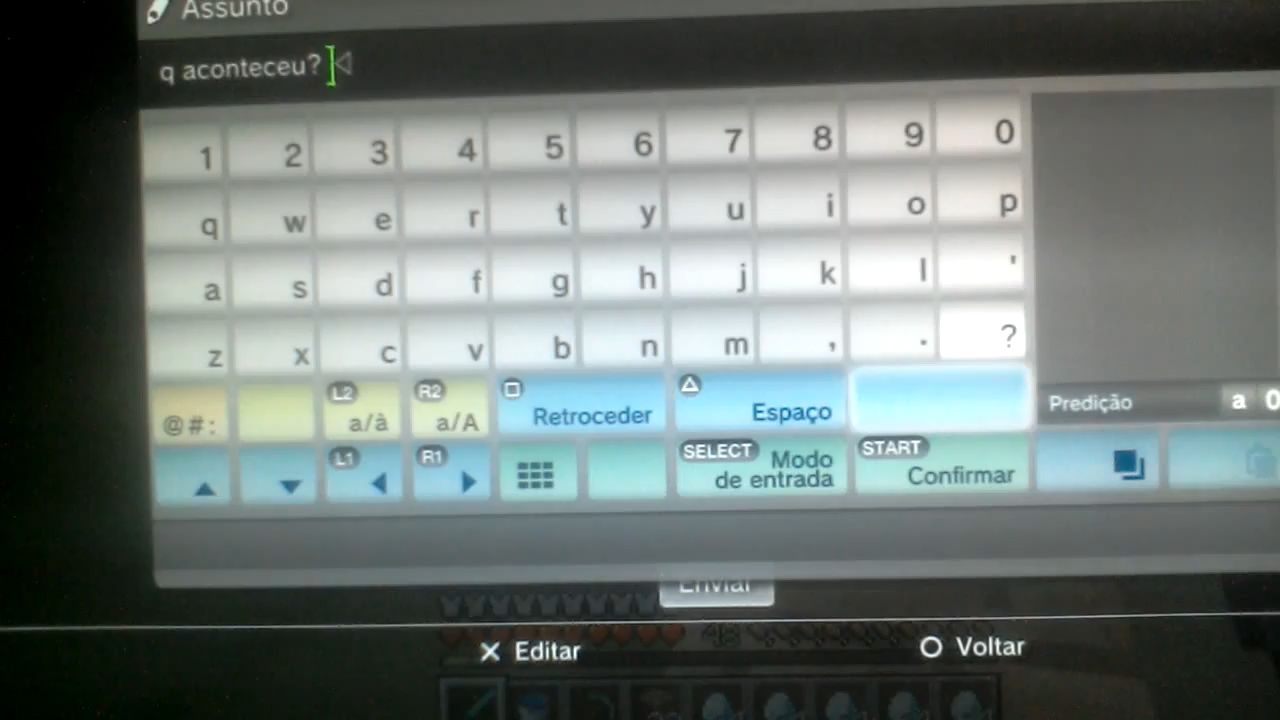 Assunto
q aconteceu?
1 2 3 4 5 6 7 8 9 0
q w e r t y u i o p
a s d f g h j k l '
z x c v b n m , . ?
@#: L2 a/à R2 a/A Retroceder Espaço
Predição a
L1 R1 SELECT Modo de entrada START Confirmar
Enviar
48
X Editar O Voltar